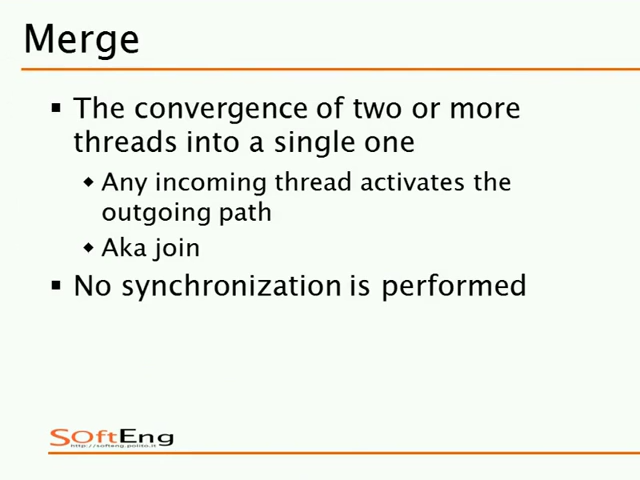 Merge
▪ The convergence of two or more
threads into a single one
◆ Any incoming thread activates the
outgoing path
◆ Aka join
▪ No synchronization is performed
SOftEng
http://softeng.polito.it